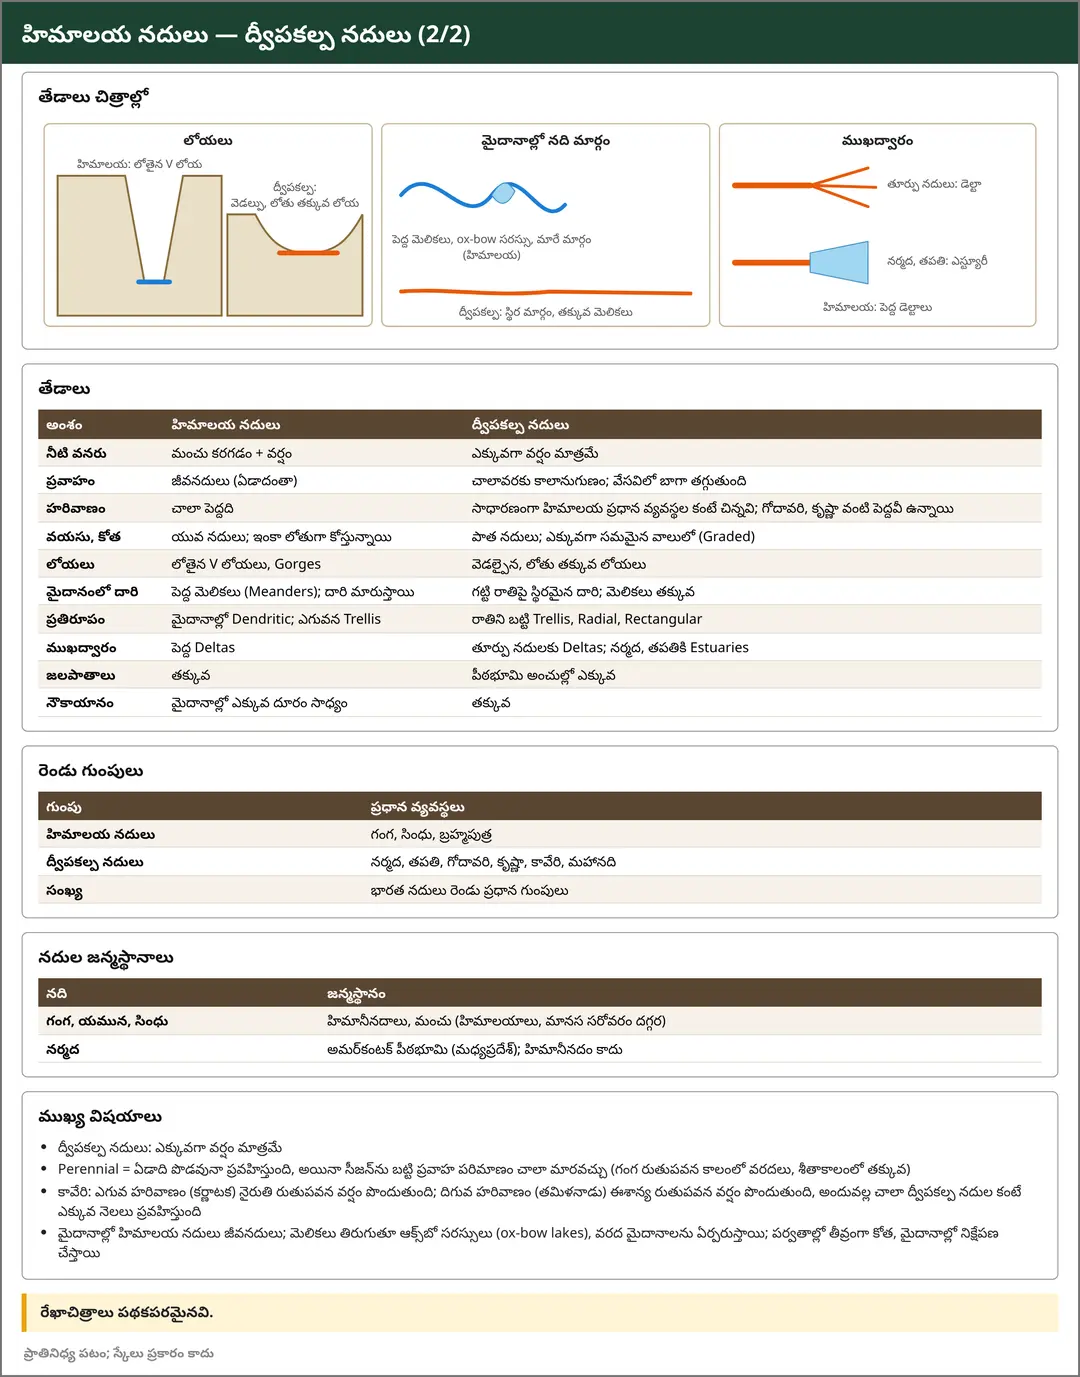 హిమాలయ నదులు — ద్వీపకల్ప నదులు (2/2)
తేడాలు చిత్రాల్లో
లోయలు
హిమాలయ: లోతైన V లోయ
ద్వీపకల్ప:
వెడల్పు, లోతు తక్కువ లోయ
మైదానాల్లో నది మార్గం
పెద్ద మెలికలు, ox-bow సరస్సు, మారే మార్గం
(హిమాలయ)
ద్వీపకల్ప: స్థిర మార్గం, తక్కువ మెలికలు
ముఖద్వారం
తూర్పు నదులు: డెల్టా
నర్మద, తపతి: ఎస్ట్యూరీ
హిమాలయ: పెద్ద డెల్టాలు
తేడాలు
అంశం హిమాలయ నదులు ద్వీపకల్ప నదులు
నీటి వనరు మంచు కరగడం + వర్షం ఎక్కువగా వర్షం మాత్రమే
ప్రవాహం జీవనదులు (ఏడాదంతా) చాలావరకు కాలానుగుణం; వేసవిలో బాగా తగ్గుతుంది
హరివాణం చాలా పెద్దది సాధారణంగా హిమాలయ ప్రధాన వ్యవస్థల కంటే చిన్నవి; గోదావరి, కృష్ణా వంటి పెద్దవీ ఉన్నాయి
వయసు, కోత యువ నదులు; ఇంకా లోతుగా కోస్తున్నాయి పాత నదులు; ఎక్కువగా సమమైన వాలులో (Graded)
లోయలు లోతైన V లోయలు, Gorges వెడల్పైన, లోతు తక్కువ లోయలు
మైదానంలో దారి పెద్ద మెలికలు (Meanders); దారి మారుస్తాయి గట్టి రాతిపై స్థిరమైన దారి; మెలికలు తక్కువ
ప్రతిరూపం మైదానాల్లో Dendritic; ఎగువన Trellis రాతిని బట్టి Trellis, Radial, Rectangular
ముఖద్వారం పెద్ద Deltas తూర్పు నదులకు Deltas; నర్మద, తపతికి Estuaries
జలపాతాలు తక్కువ పీఠభూమి అంచుల్లో ఎక్కువ
నౌకాయానం మైదానాల్లో ఎక్కువ దూరం సాధ్యం తక్కువ
రెండు గుంపులు
గుంపు ప్రధాన వ్యవస్థలు
హిమాలయ నదులు గంగ, సింధు, బ్రహ్మపుత్ర
ద్వీపకల్ప నదులు నర్మద, తపతి, గోదావరి, కృష్ణా, కావేరి, మహానది
సంఖ్య భారత నదులు రెండు ప్రధాన గుంపులు
నదుల జన్మస్థానాలు
నది జన్మస్థానం
గంగ, యమున, సింధు హిమానీనదాలు, మంచు (హిమాలయాలు, మానస సరోవరం దగ్గర)
నర్మద అమర్‌కంటక్ పీఠభూమి (మధ్యప్రదేశ్); హిమానీనదం కాదు
ముఖ్య విషయాలు
• ద్వీపకల్ప నదులు: ఎక్కువగా వర్షం మాత్రమే
• Perennial = ఏడాది పొడవునా ప్రవహిస్తుంది, అయినా సీజన్‌ను బట్టి ప్రవాహ పరిమాణం చాలా మారవచ్చు (గంగ రుతుపవన కాలంలో వరదలు, శీతాకాలంలో తక్కువ)
• కావేరి: ఎగువ హరివాణం (కర్ణాటక) నైరుతి రుతుపవన వర్షం పొందుతుంది; దిగువ హరివాణం (తమిళనాడు) ఈశాన్య రుతుపవన వర్షం పొందుతుంది, అందువల్ల చాలా ద్వీపకల్ప నదుల కంటే
ఎక్కువ నెలలు ప్రవహిస్తుంది
• మైదానాల్లో హిమాలయ నదులు జీవనదులు; మెలికలు తిరుగుతూ ఆక్స్‌బో సరస్సులు (ox-bow lakes), వరద మైదానాలను ఏర్పరుస్తాయి; పర్వతాల్లో తీవ్రంగా కోత, మైదానాల్లో నిక్షేపణ
చేస్తాయి
రేఖాచిత్రాలు పథకపరమైనవి.
ప్రాతినిధ్య పటం; స్కేలు ప్రకారం కాదు